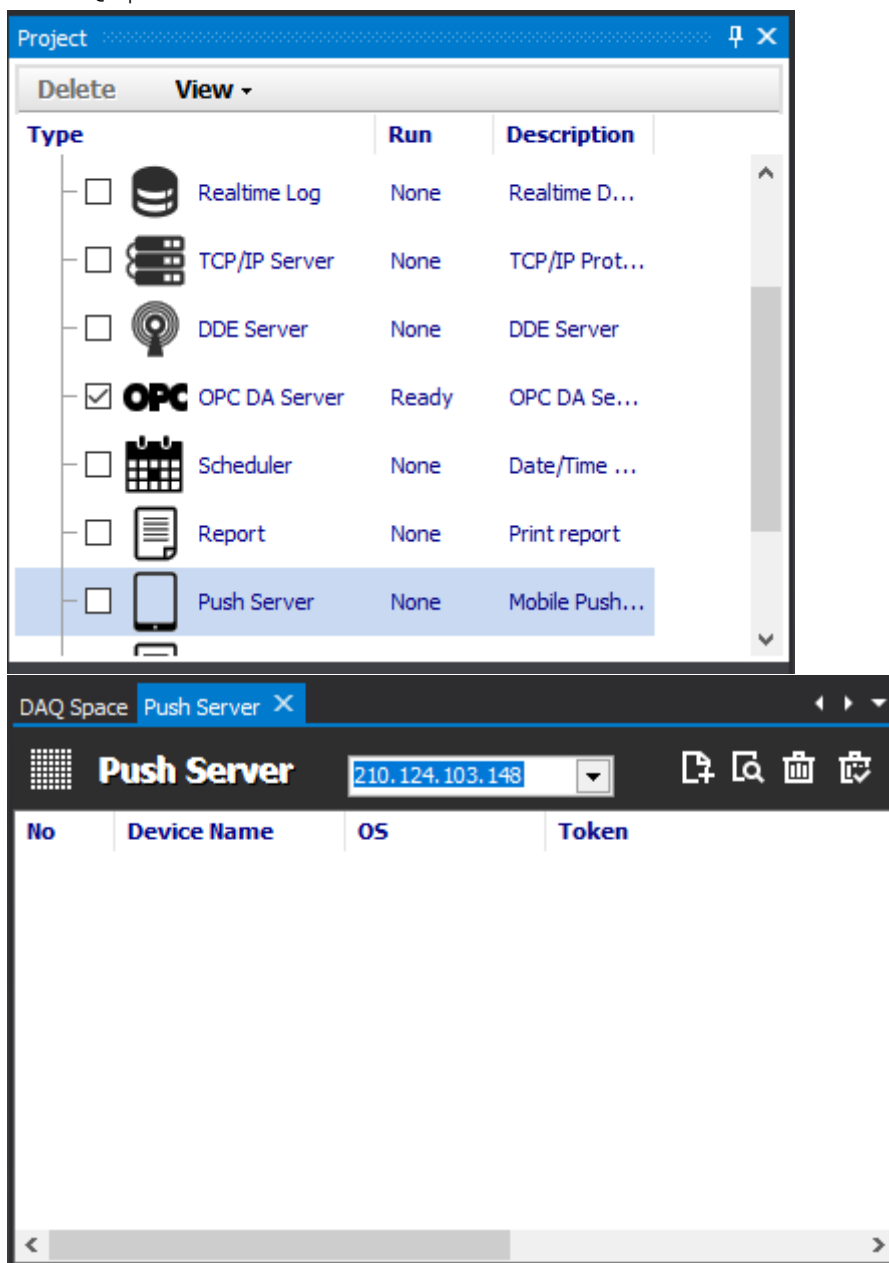 Project
Delete View
Type Run Description
Realtime Log None Realtime D...
TCP/IP Server None TCP/IP Prot...
DDE Server None DDE Server
OPC OPC DA Server Ready OPC DA Se...
Scheduler None Date/Time ...
Report None Print report
Push Server None Mobile Push...
DAQ Space Push Server
Push Server 210.124.103.148
No Device Name OS Token